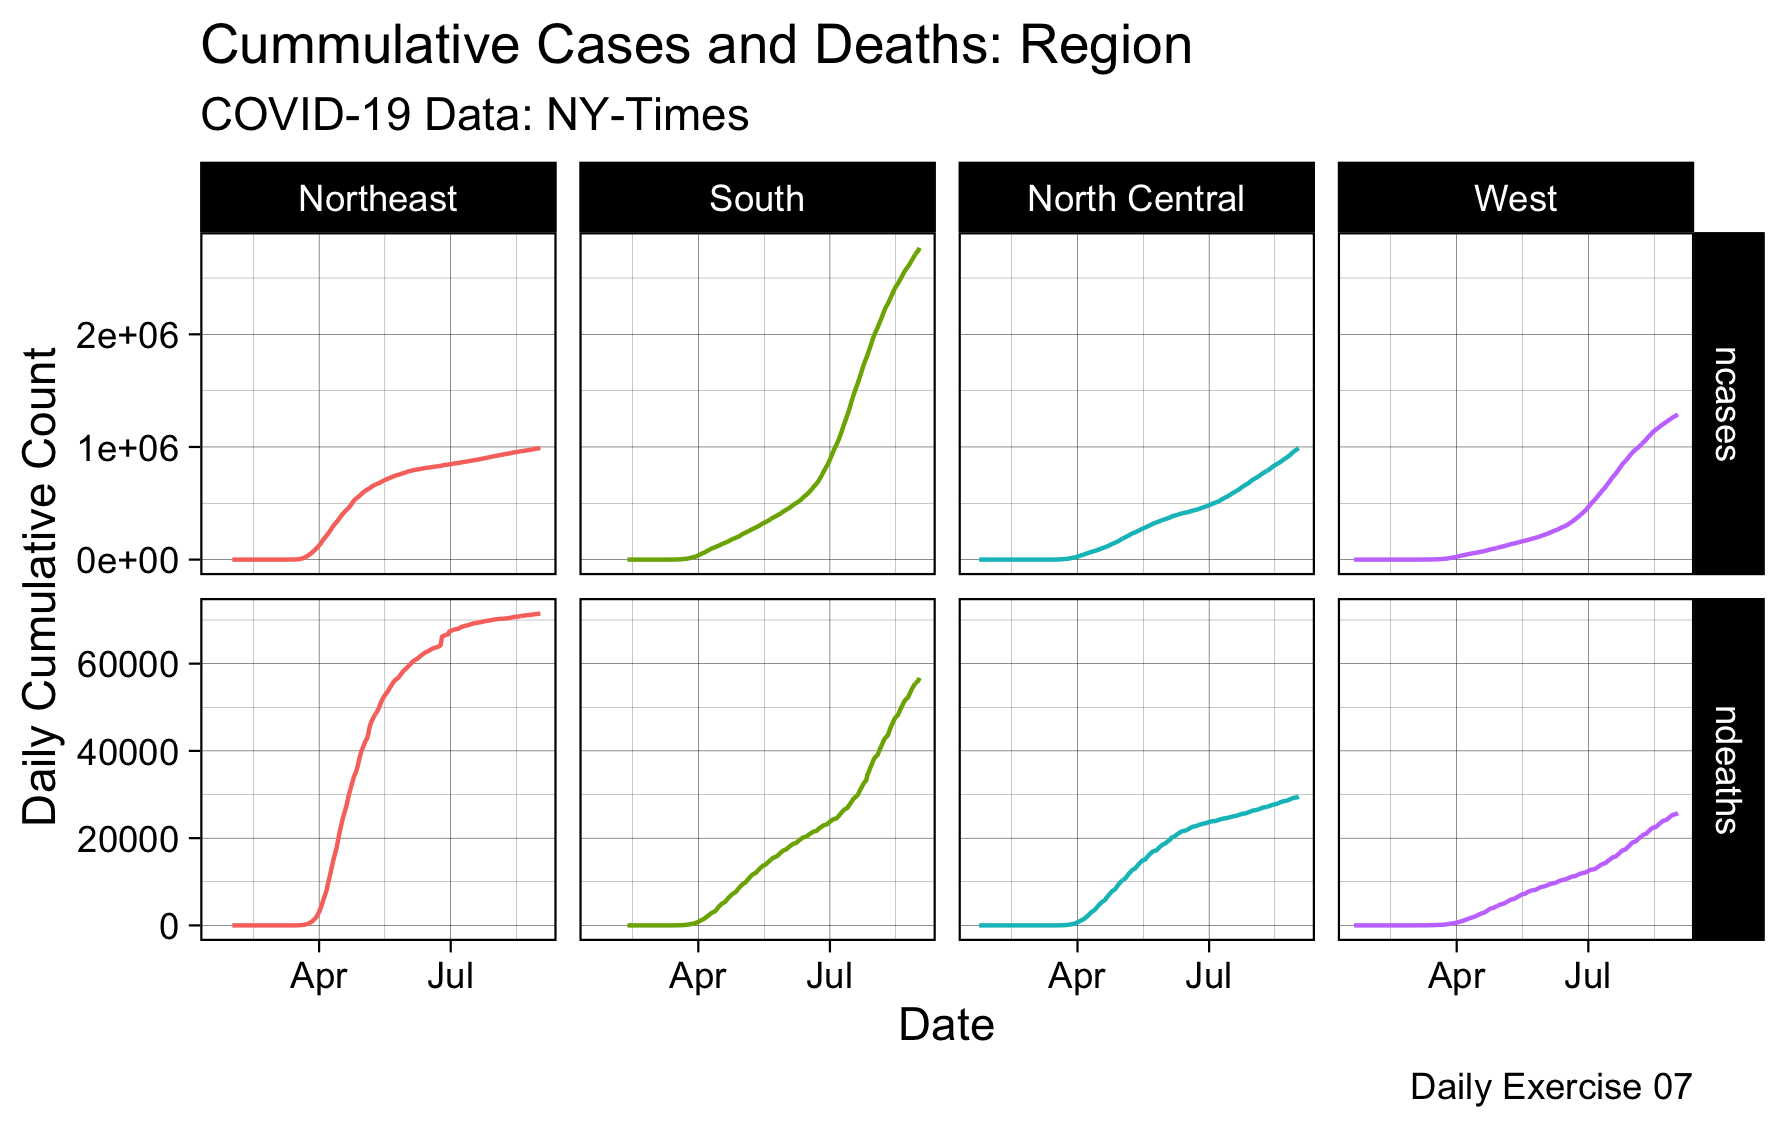 Cummulative Cases and Deaths: Region
COVID-19 Data: NY-Times
Northeast
South
North Central
West
Daily Cumulative Count
2e+06
1e+06
0e+00
ncases
60000
40000
20000
0
ndeaths
Apr
Jul
Apr
Jul
Apr
Jul
Apr
Jul
Date
Daily Exercise 07